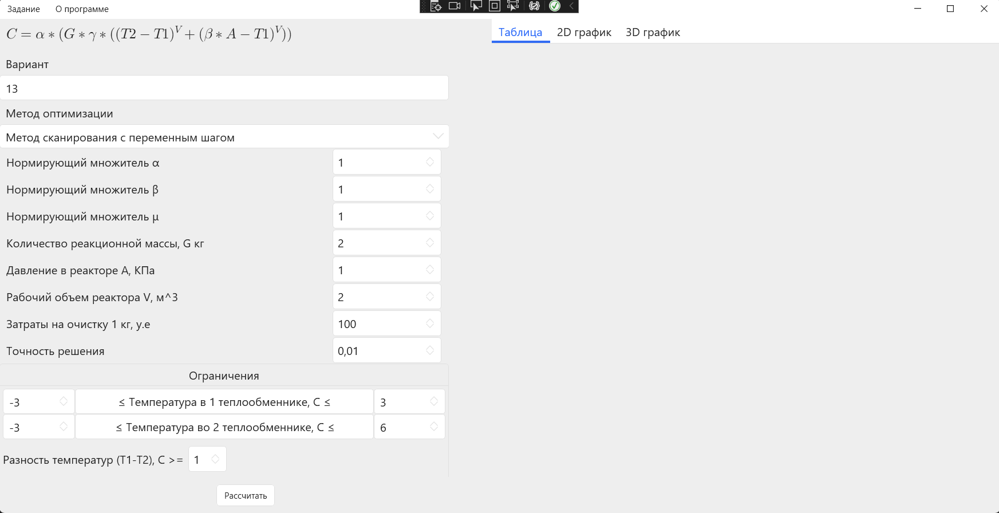 Задание О программе
C = α ∗ (G ∗ γ ∗ ((T2 − T1)^V + (β ∗ A − T1)^V))
Таблица 2D график 3D график
Вариант
13
Метод оптимизации
Метод сканирования с переменным шагом
Нормирующий множитель α 1
Нормирующий множитель β 1
Нормирующий множитель μ 1
Количество реакционной массы, G кг 2
Давление в реакторе A, КПа 1
Рабочий объем реактора V, м^3 2
Затраты на очистку 1 кг, у.е 100
Точность решения 0,01
Ограничения
-3 ≤ Температура в 1 теплообменнике, С ≤ 3
-3 ≤ Температура во 2 теплообменнике, С ≤ 6
Разность температур (Т1-Т2), С >= 1
Рассчитать